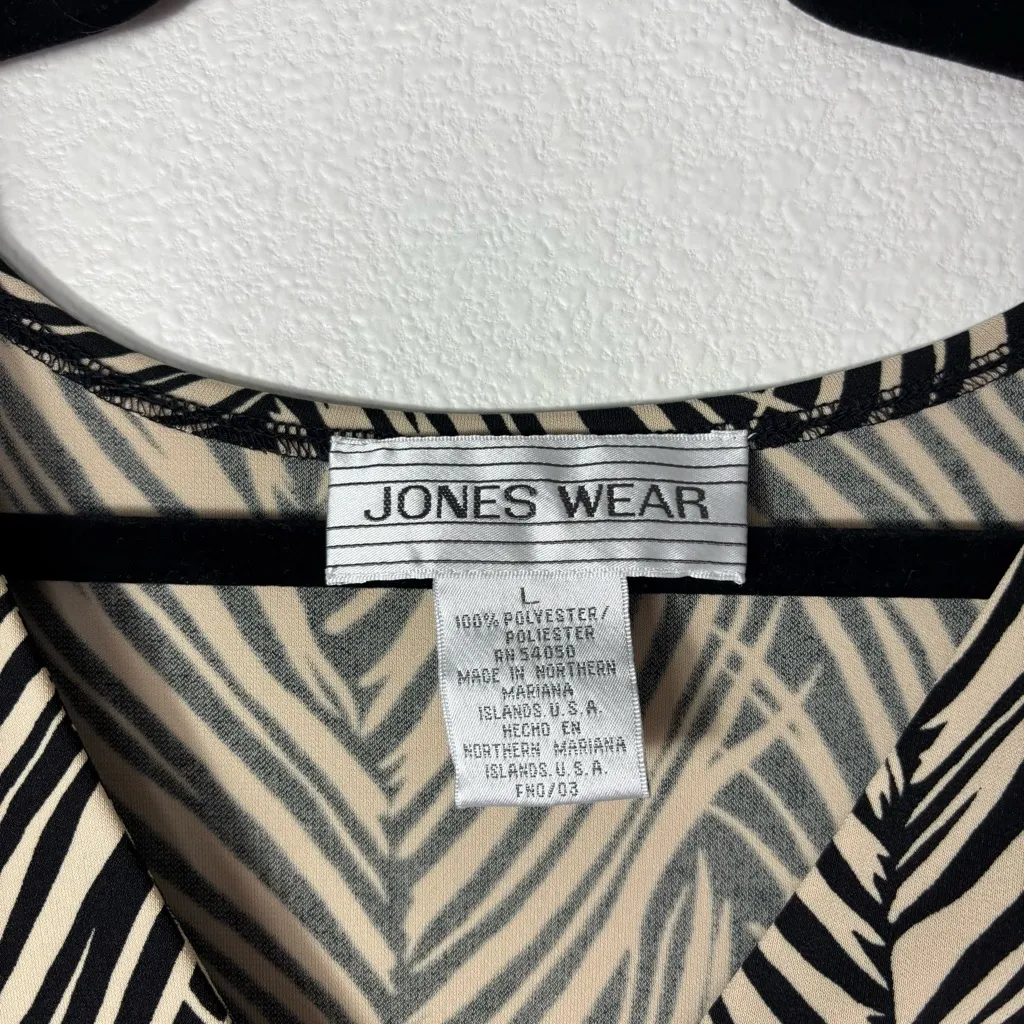 JONES WEAR
L
100% POLYESTER/
POLIESTER
RN 54050
MADE IN NORTHERN
MARIANA
ISLANDS. U.S.A.
HECHO EN
NORTHERN MARIANA
ISLANDS. U.S.A.
FNO/03